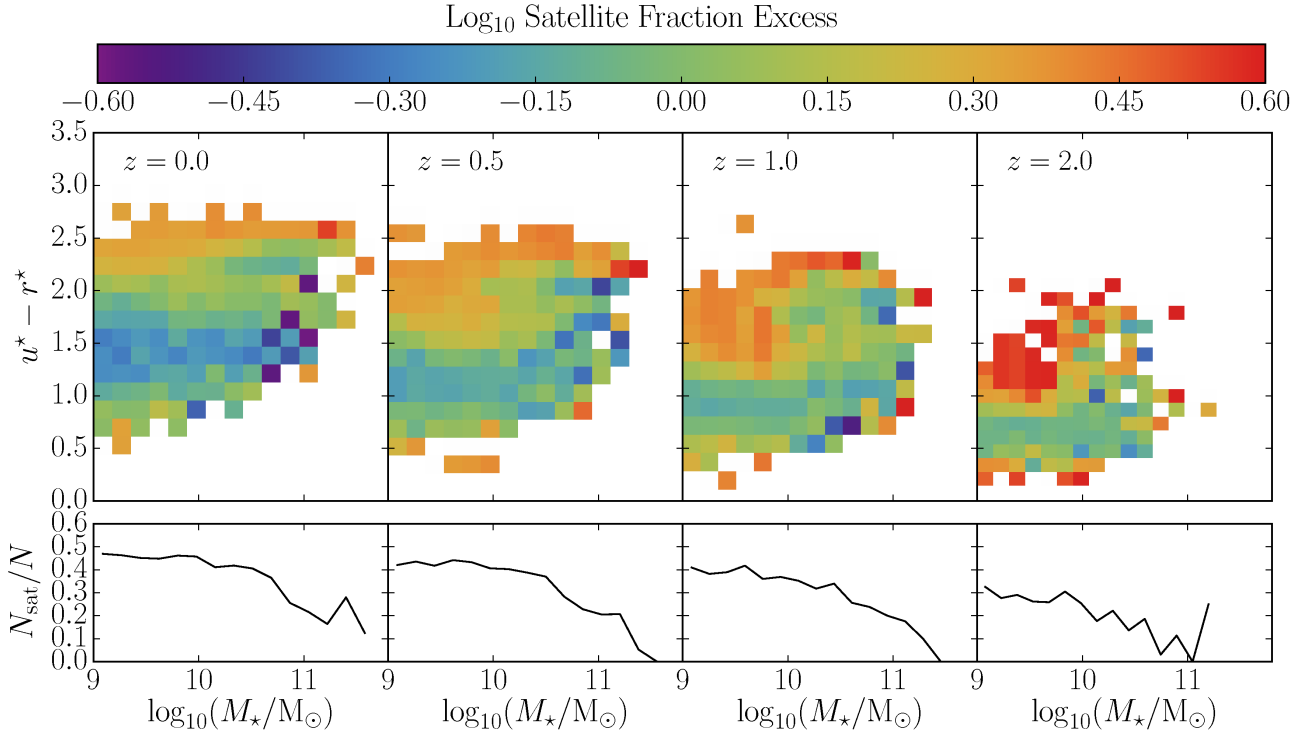 Log₁₀ Satellite Fraction Excess
−0.60 −0.45 −0.30 −0.15 0.00 0.15 0.30 0.45 0.60
z = 0.0 z = 0.5 z = 1.0 z = 2.0
u⋆ − r⋆
3.5
3.0
2.5
2.0
1.5
1.0
0.5
0.0
N_sat/N
0.6
0.5
0.4
0.3
0.2
0.1
0.0
9 10 11 9 10 11 9 10 11 9 10 11
log₁₀(M⋆/M⊙) log₁₀(M⋆/M⊙) log₁₀(M⋆/M⊙) log₁₀(M⋆/M⊙)